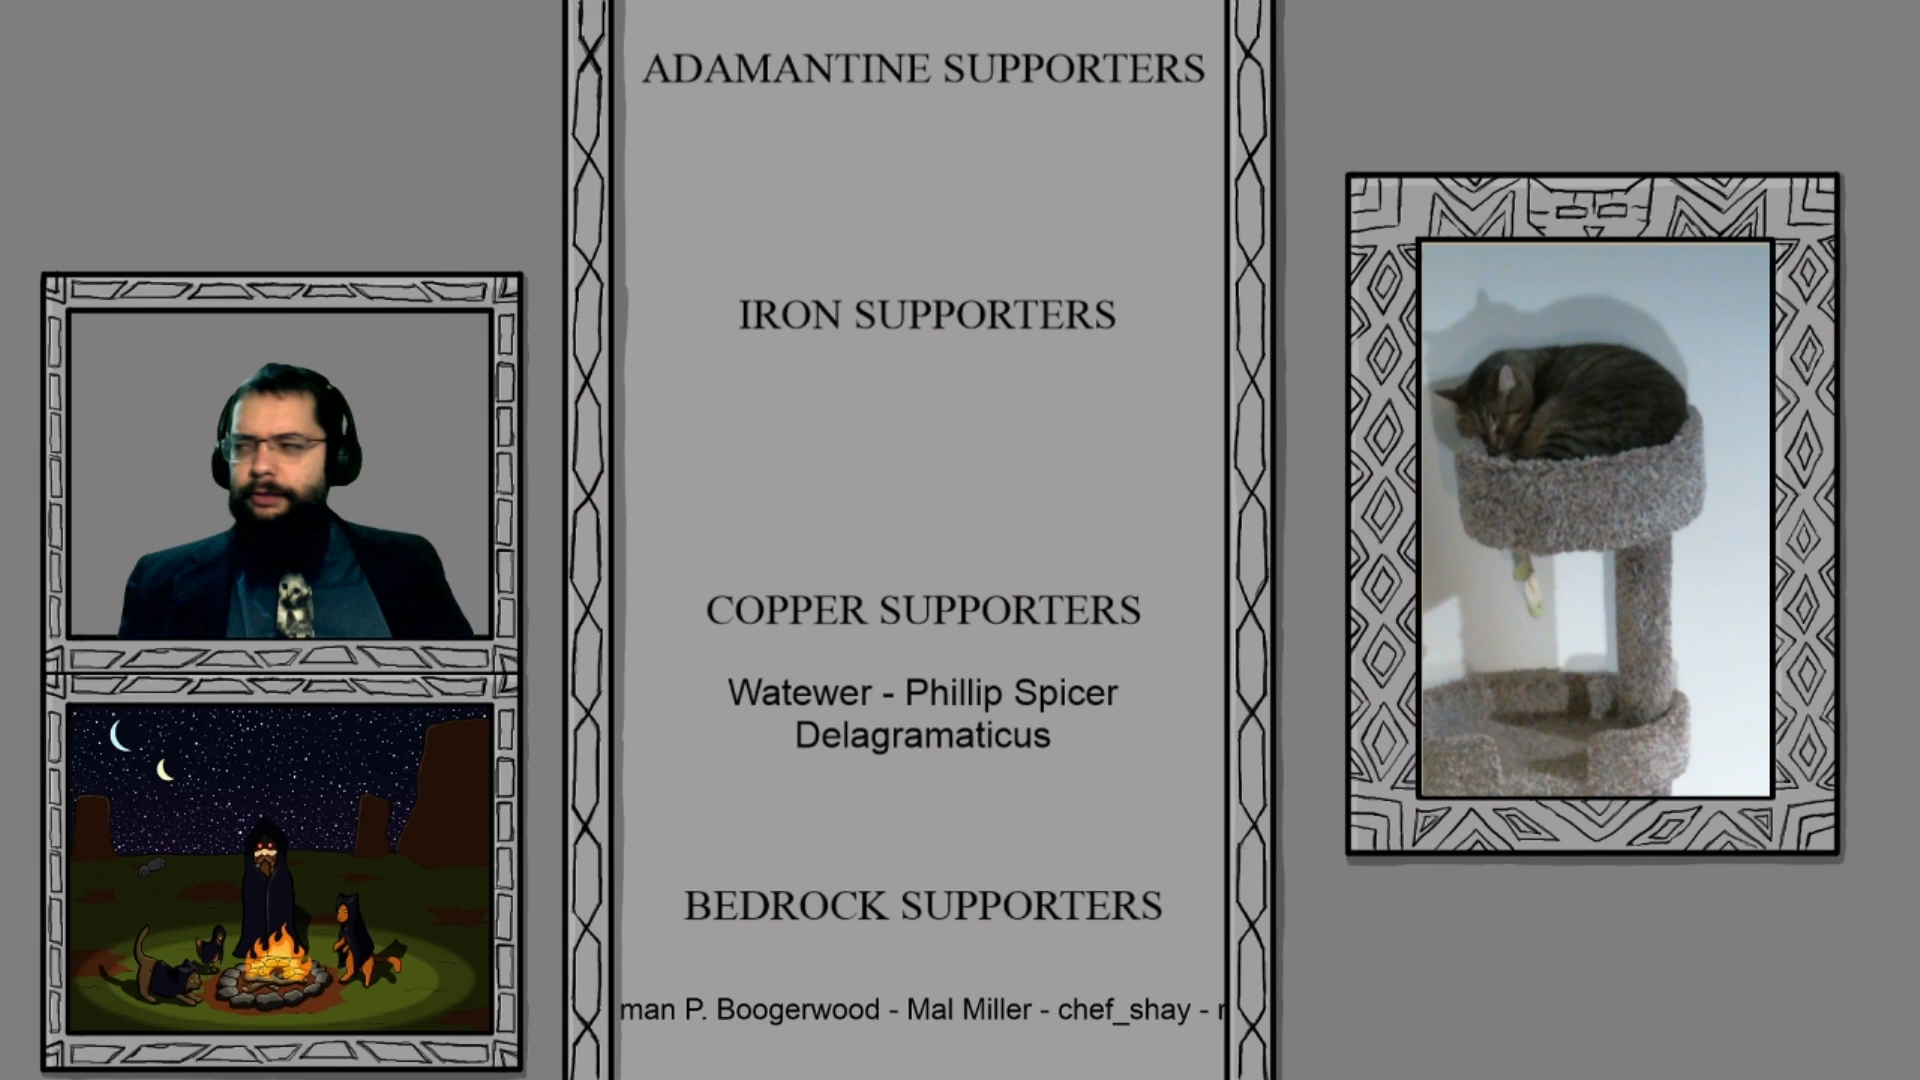 ADAMANTINE SUPPORTERS
IRON SUPPORTERS
COPPER SUPPORTERS
Watewer - Phillip Spicer
Delagramaticus
BEDROCK SUPPORTERS
man P. Boogerwood - Mal Miller - chef_shay -